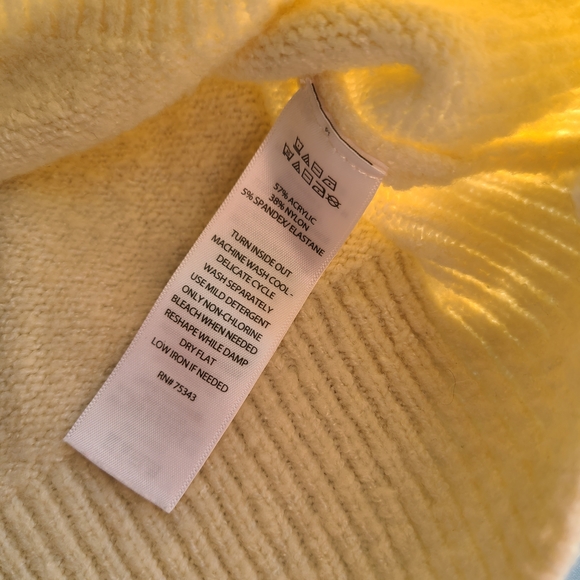 57% ACRYLIC
38% NYLON
5% SPANDEX/ ELASTANE
TURN INSIDE OUT
MACHINE WASH COOL -
DELICATE CYCLE
WASH SEPARATELY
USE MILD DETERGENT
ONLY NON-CHLORINE
BLEACH WHEN NEEDED
RESHAPE WHILE DAMP
DRY FLAT
LOW IRON IF NEEDED
RN# 75343